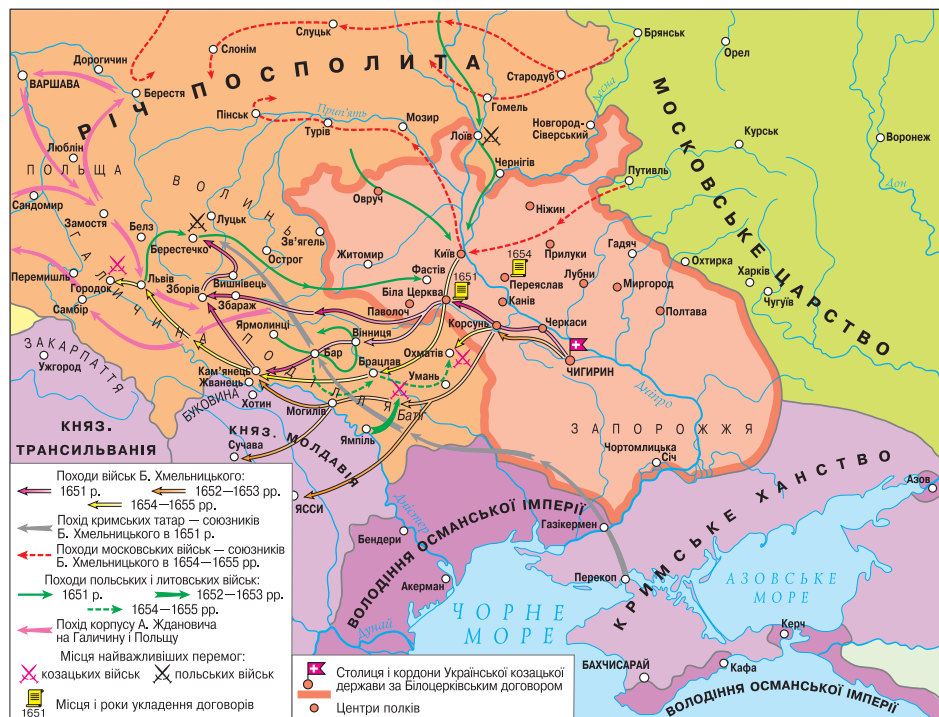 Слуцьк
Брянськ
Орел
Слонім
Дорогичин
ВАРШАВА
Берестя
РІЧ ПОСПОЛИТА
Стародуб
Гомель
Десна
МОСКОВСЬКЕ ЦАРСТВО
Пінськ
Прип'ять
Турів
Мозир
Лоїв
Новгород-
Сіверський
Курськ
Воронеж
Люблін
ПОЛЬЩА
Чернігів
Путивль
Дон
Сандомир
ВОЛИНЬ
Овруч
Ніжин
Замостя
Белз
Луцьк
Берестечко
Зв'ягель
Острог
Житомир
Київ
Прилуки
Гадяч
Охтирка
Харків
Чугуїв
1654
Переяслав
Лубни
Миргород
Перемишль
ГАЛИЧИНА
Городок
Львів
Самбір
Вишнівець
Зборів
Збараж
Фастів
1651
Біла Церква
Паволоч
Канів
Корсунь
Черкаси
Полтава
Ярмолинці
Вінниця
ПОДІЛЛЯ
Бар
Охматів
Брацлав
Умань
ЧИГИРИН
Дніпро
ЗАКАРПАТТЯ
Ужгород
Кам'янець
Жванець
БУКОВИНА
Хотин
Могилів
Батіг
Ямпіль
ЗАПОРОЖЖЯ
Чортомлицька
Січ
КНЯЗ.
ТРАНСИЛЬВАНІЯ
КНЯЗ. МОЛДАВІЯ
Сучава
ЯССИ
Дністер
Бендери
Акерман
Дунай
ВОЛОДІННЯ ОСМАНСЬКОЇ ІМПЕРІЇ
Газікермен
Перекоп
КРИМСЬКЕ ХАНСТВО
Азов
АЗОВСЬКЕ
МОРЕ
ЧОРНЕ
МОРЕ
Керч
БАХЧИСАРАЙ
Кафа
ВОЛОДІННЯ ОСМАНСЬКОЇ ІМПЕРІЇ
Походи військ Б. Хмельницького:
1651 р.
1652—1653 рр.
1654—1655 рр.
Похід кримських татар — союзників
Б. Хмельницького в 1651 р.
Походи московських військ — союзників
Б. Хмельницького в 1654—1655 рр.
Походи польських і литовських військ:
1651 р.
1652—1653 рр.
1654—1655 рр.
Похід корпусу А. Ждановича
на Галичину і Польщу
Місця найважливіших перемог:
козацьких військ
польських військ
1651
Місця і роки укладення договорів
Столиця і кордони Української козацької
держави за Білоцерківським договором
Центри полків